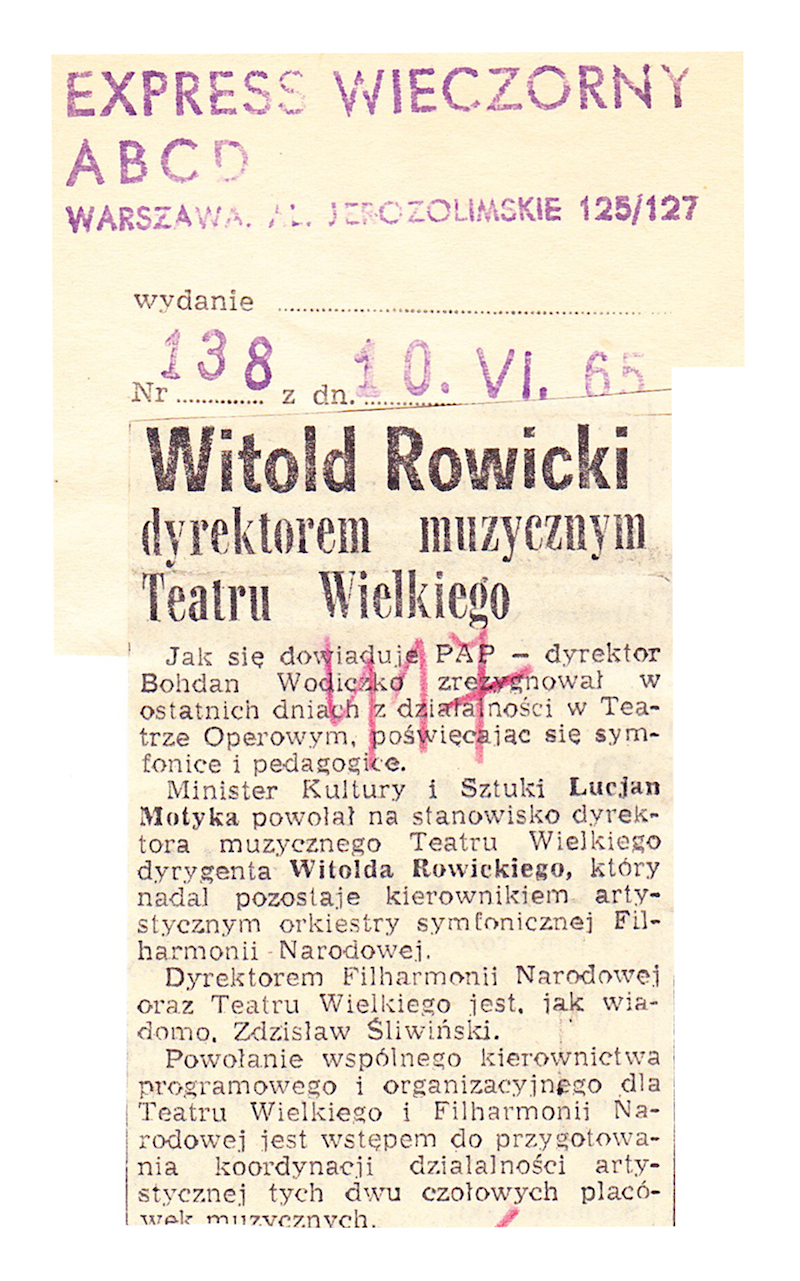 EXPRESS WIECZORNY
ABCD
WARSZAWA. AL. JEROZOLIMSKIE 125/127
wydanie
Nr 138 z dn. 10. VI. 65
Witold Rowicki
dyrektorem muzycznym
Teatru Wielkiego
417
Jak się dowiaduje PAP — dyrektor
Bohdan Wodiczko zrezygnował w
ostatnich dniach z działalności w Tea-
trze Operowym, poświęcając się sym-
fonice i pedagogice.
Minister Kultury i Sztuki Lucjan
Motyka powołał na stanowisko dyrek-
tora muzycznego Teatru Wielkiego
dyrygenta Witolda Rowickiego, który
nadal pozostaje kierownikiem arty-
stycznym orkiestry symfonicznej Fil-
harmonii Narodowej.
Dyrektorem Filharmonii Narodowej
oraz Teatru Wielkiego jest, jak wia-
domo, Zdzisław Śliwiński.
Powołanie wspólnego kierownictwa
programowego i organizacyjnego dla
Teatru Wielkiego i Filharmonii Na-
rodowej jest wstępem do przygotowa-
nia koordynacji działalności arty-
stycznej tych dwu czołowych placó-
wek muzycznych.